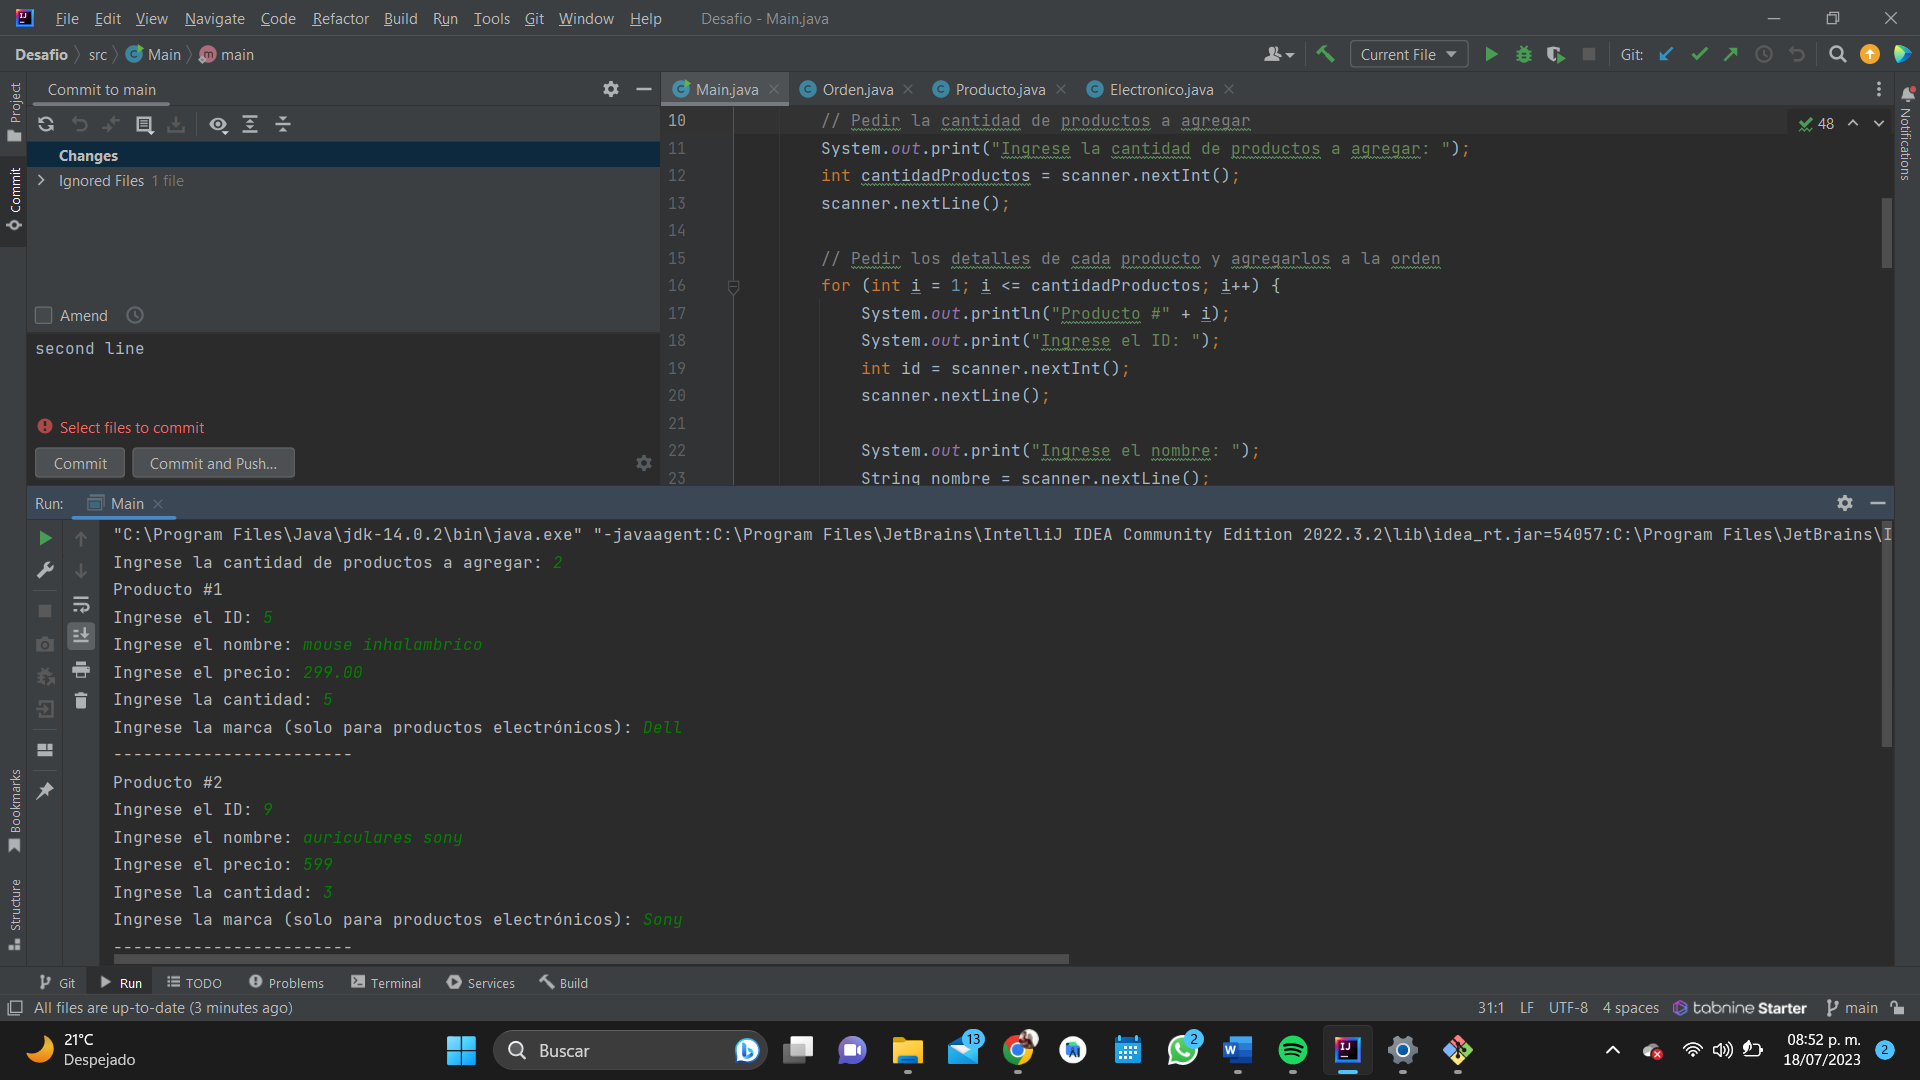 File Edit View Navigate Code Refactor Build Run Tools Git Window Help Desafio - Main.java
Desafio src Main main Current File Git:
Project
Commit
Bookmarks
Structure
Commit to main
Changes
Ignored Files 1 file
Amend
second line
Select files to commit
Commit Commit and Push...
Main.java Orden.java Producto.java Electronico.java
48
Notifications
10 // Pedir la cantidad de productos a agregar
11 System.out.print("Ingrese la cantidad de productos a agregar: ");
12 int cantidadProductos = scanner.nextInt();
13 scanner.nextLine();
14
15 // Pedir los detalles de cada producto y agregarlos a la orden
16 for (int i = 1; i <= cantidadProductos; i++) {
17 System.out.println("Producto #" + i);
18 System.out.print("Ingrese el ID: ");
19 int id = scanner.nextInt();
20 scanner.nextLine();
21
22 System.out.print("Ingrese el nombre: ");
23 String nombre = scanner.nextLine();
Run: Main
"C:\Program Files\Java\jdk-14.0.2\bin\java.exe" "-javaagent:C:\Program Files\JetBrains\IntelliJ IDEA Community Edition 2022.3.2\lib\idea_rt.jar=54057:C:\Program Files\JetBrains\I
Ingrese la cantidad de productos a agregar: 2
Producto #1
Ingrese el ID: 5
Ingrese el nombre: mouse inhalambrico
Ingrese el precio: 299.00
Ingrese la cantidad: 5
Ingrese la marca (solo para productos electrónicos): Dell
------------------------
Producto #2
Ingrese el ID: 9
Ingrese el nombre: auriculares sony
Ingrese el precio: 599
Ingrese la cantidad: 3
Ingrese la marca (solo para productos electrónicos): Sony
------------------------
Git Run TODO Problems Terminal Services Build
All files are up-to-date (3 minutes ago) 31:1 LF UTF-8 4 spaces tabnine Starter main
21°C
Despejado
Buscar
13
2
08:52 p. m.
18/07/2023
2